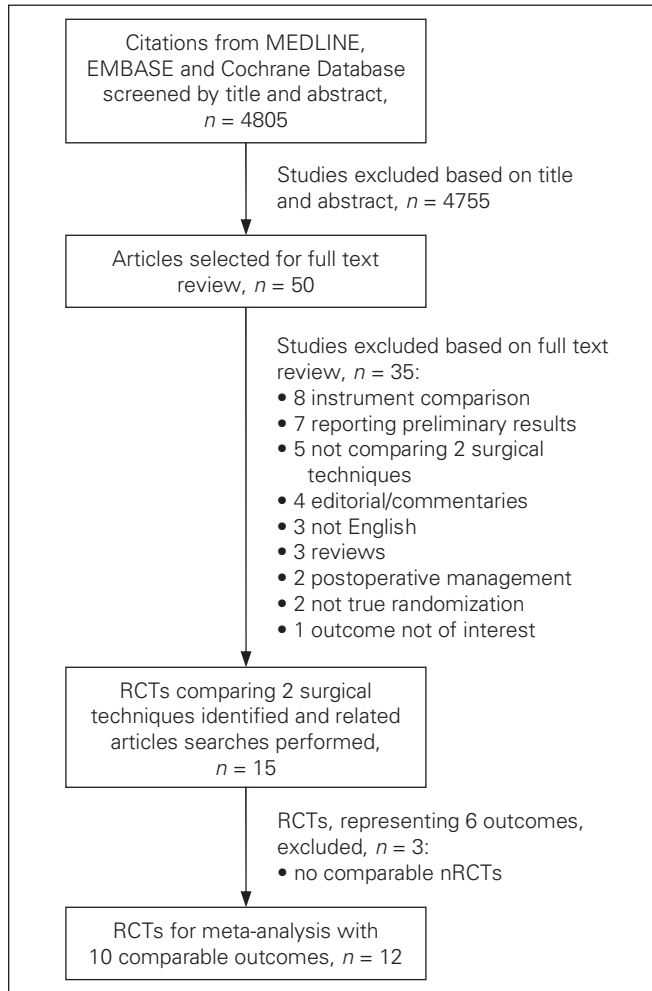 Citations from MEDLINE,
EMBASE and Cochrane Database
screened by title and abstract,
n = 4805
Studies excluded based on title
and abstract, n = 4755
Articles selected for full text
review, n = 50
Studies excluded based on full text
review, n = 35:
• 8 instrument comparison
• 7 reporting preliminary results
• 5 not comparing 2 surgical
techniques
• 4 editorial/commentaries
• 3 not English
• 3 reviews
• 2 postoperative management
• 2 not true randomization
• 1 outcome not of interest
RCTs comparing 2 surgical
techniques identified and related
articles searches performed,
n = 15
RCTs, representing 6 outcomes,
excluded, n = 3:
• no comparable nRCTs
RCTs for meta-analysis with
10 comparable outcomes, n = 12